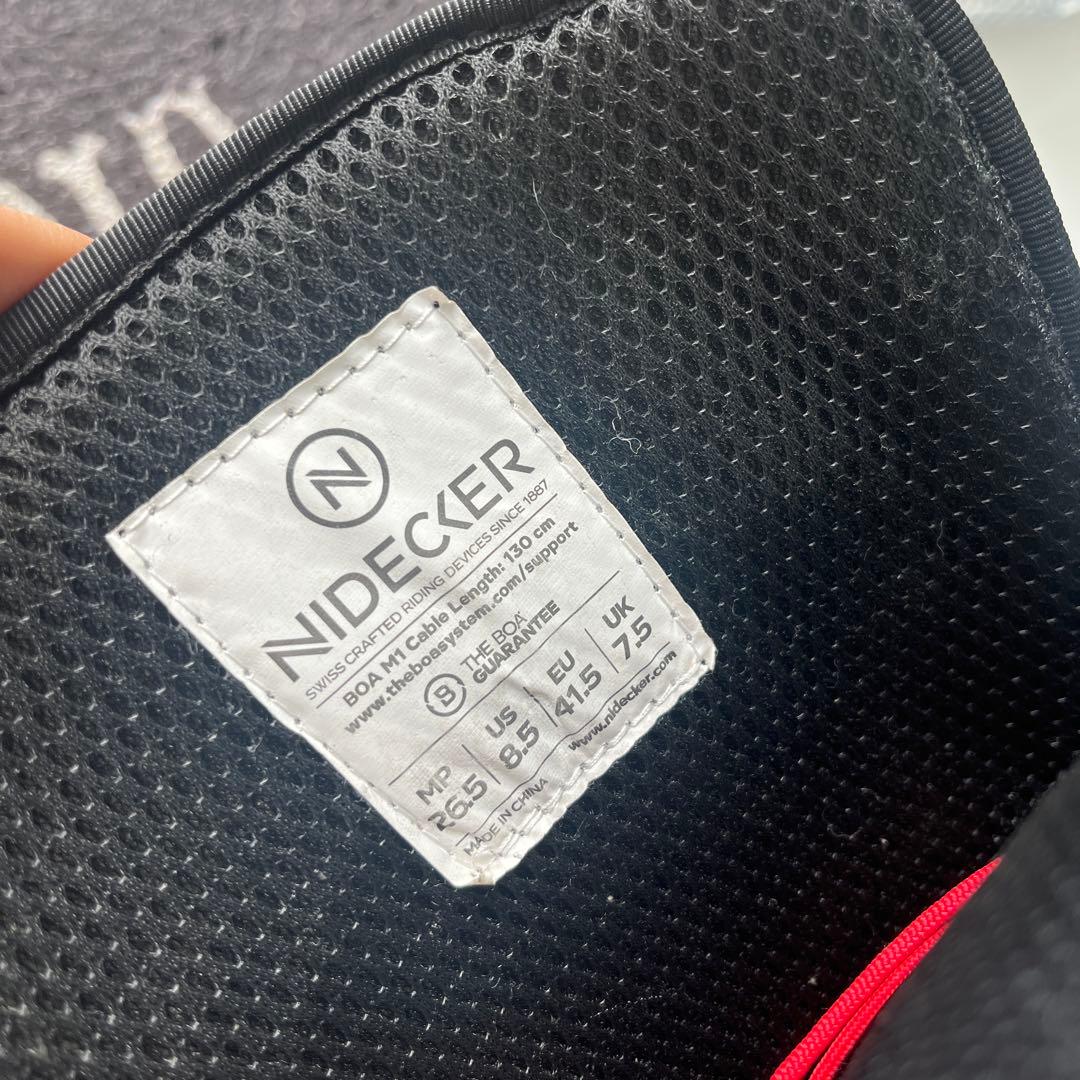 N
NIDECKER
SWISS CRAFTED RIDING DEVICES SINCE 1887
BOA M1 Cable Length: 130 cm
www.theboasystem.com/support
B THE BOA®
GUARANTEE
MP US EU UK
26.5 8.5 41.5 7.5
MADE IN CHINA www.nidecker.com